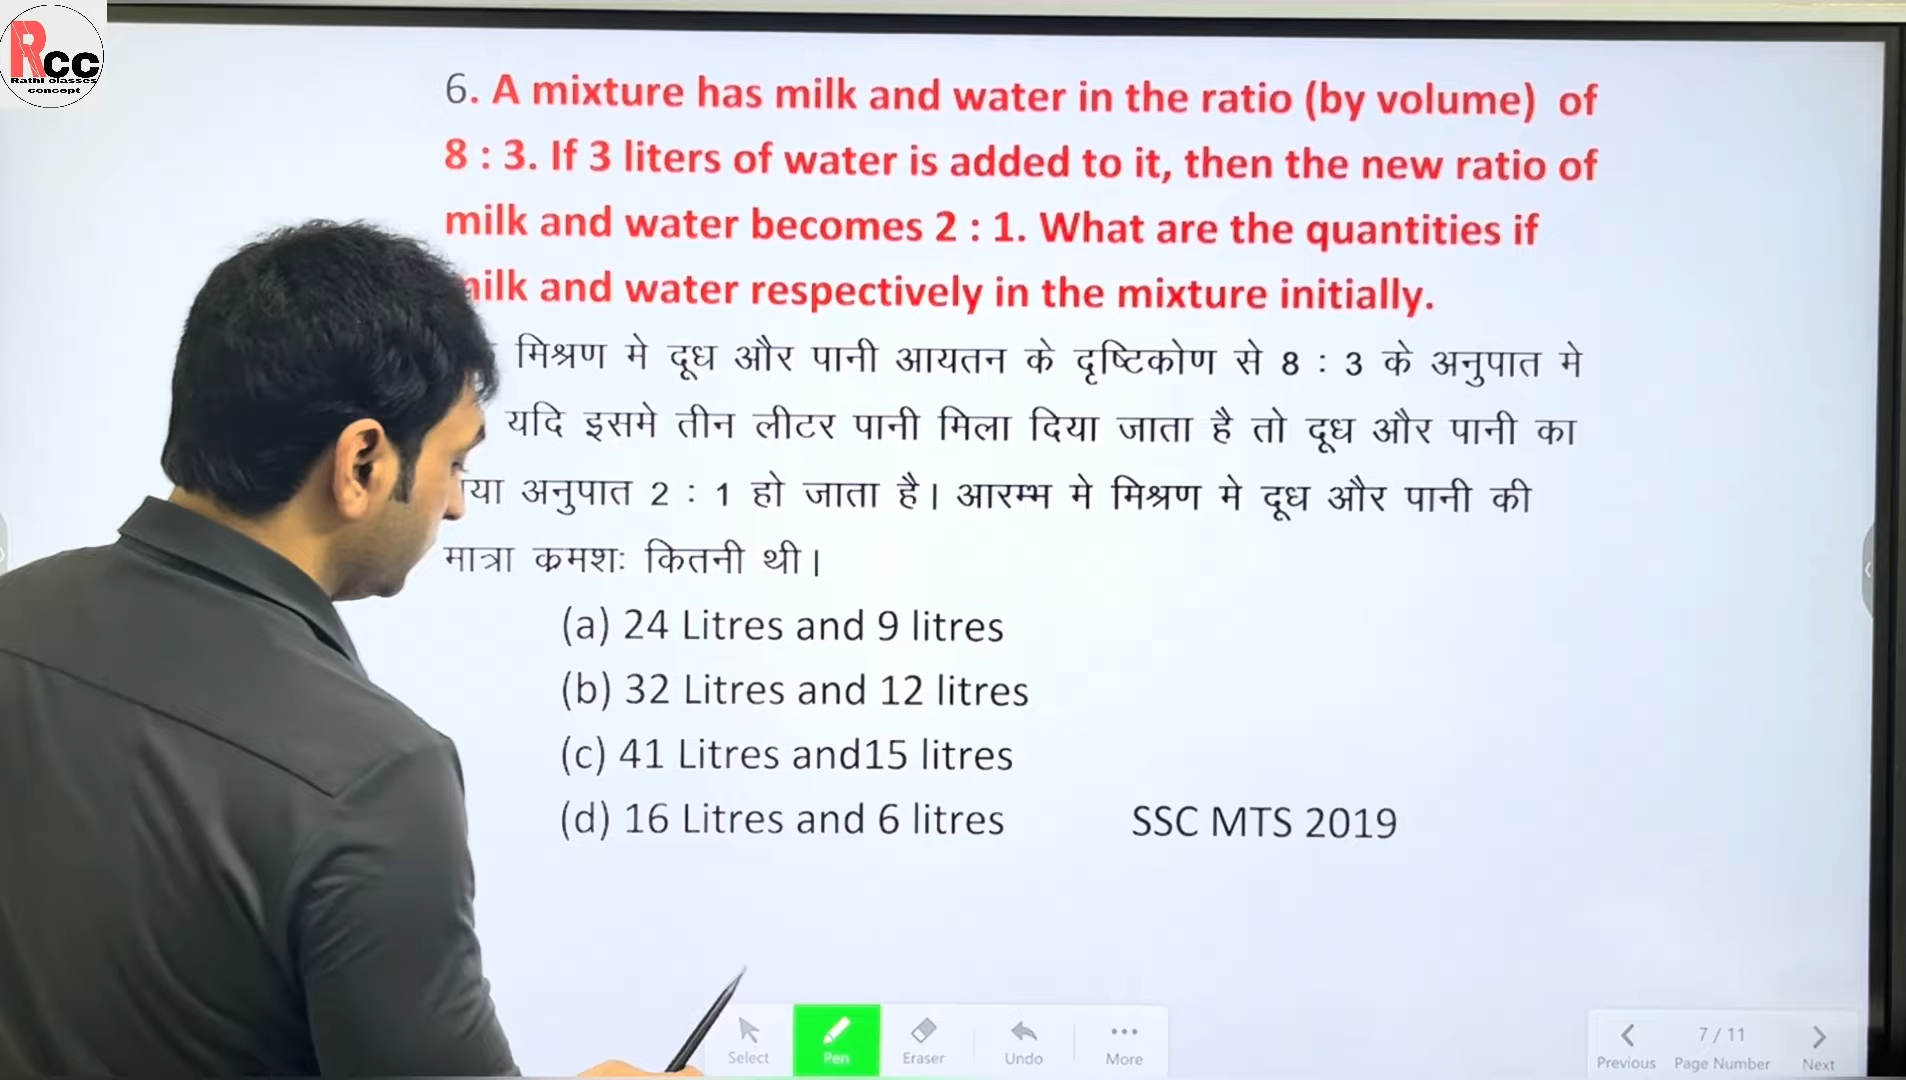 Rcc
Rathi classes
concept
6. A mixture has milk and water in the ratio (by volume) of
8 : 3. If 3 liters of water is added to it, then the new ratio of
milk and water becomes 2 : 1. What are the quantities if
milk and water respectively in the mixture initially.
मिश्रण मे दूध और पानी आयतन के दृष्टिकोण से 8 : 3 के अनुपात मे
यदि इसमे तीन लीटर पानी मिला दिया जाता है तो दूध और पानी का
अनुपात 2 : 1 हो जाता है। आरम्भ मे मिश्रण मे दूध और पानी की
मात्रा क्रमशः कितनी थी।
(a) 24 Litres and 9 litres
(b) 32 Litres and 12 litres
(c) 41 Litres and15 litres
(d) 16 Litres and 6 litres SSC MTS 2019
Select Pen Eraser Undo More
7 / 11
Previous Page Number Next